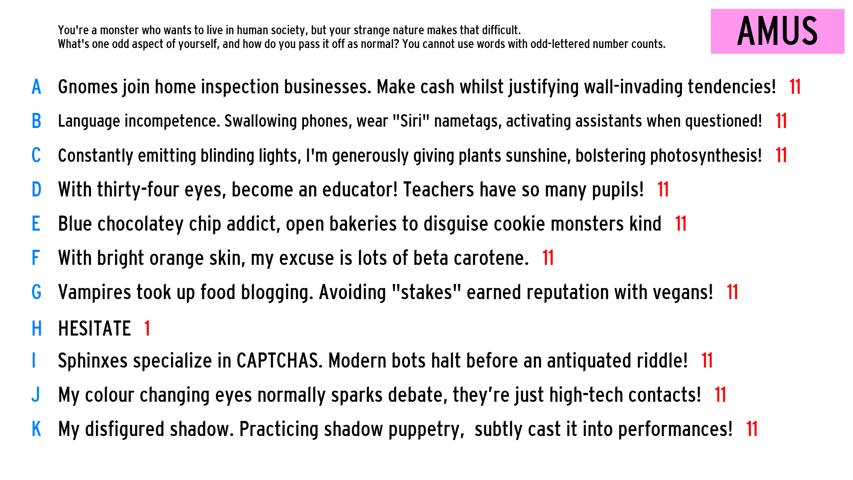 You're a monster who wants to live in human society, but your strange nature makes that difficult.
What's one odd aspect of yourself, and how do you pass it off as normal? You cannot use words with odd-lettered number counts.
AMUS
A Gnomes join home inspection businesses. Make cash whilst justifying wall-invading tendencies! 11
B Language incompetence. Swallowing phones, wear "Siri" nametags, activating assistants when questioned! 11
C Constantly emitting blinding lights, I'm generously giving plants sunshine, bolstering photosynthesis! 11
D With thirty-four eyes, become an educator! Teachers have so many pupils! 11
E Blue chocolatey chip addict, open bakeries to disguise cookie monsters kind 11
F With bright orange skin, my excuse is lots of beta carotene. 11
G Vampires took up food blogging. Avoiding "stakes" earned reputation with vegans! 11
H HESITATE 1
I Sphinxes specialize in CAPTCHAS. Modern bots halt before an antiquated riddle! 11
J My colour changing eyes normally sparks debate, they're just high-tech contacts! 11
K My disfigured shadow. Practicing shadow puppetry, subtly cast it into performances! 11